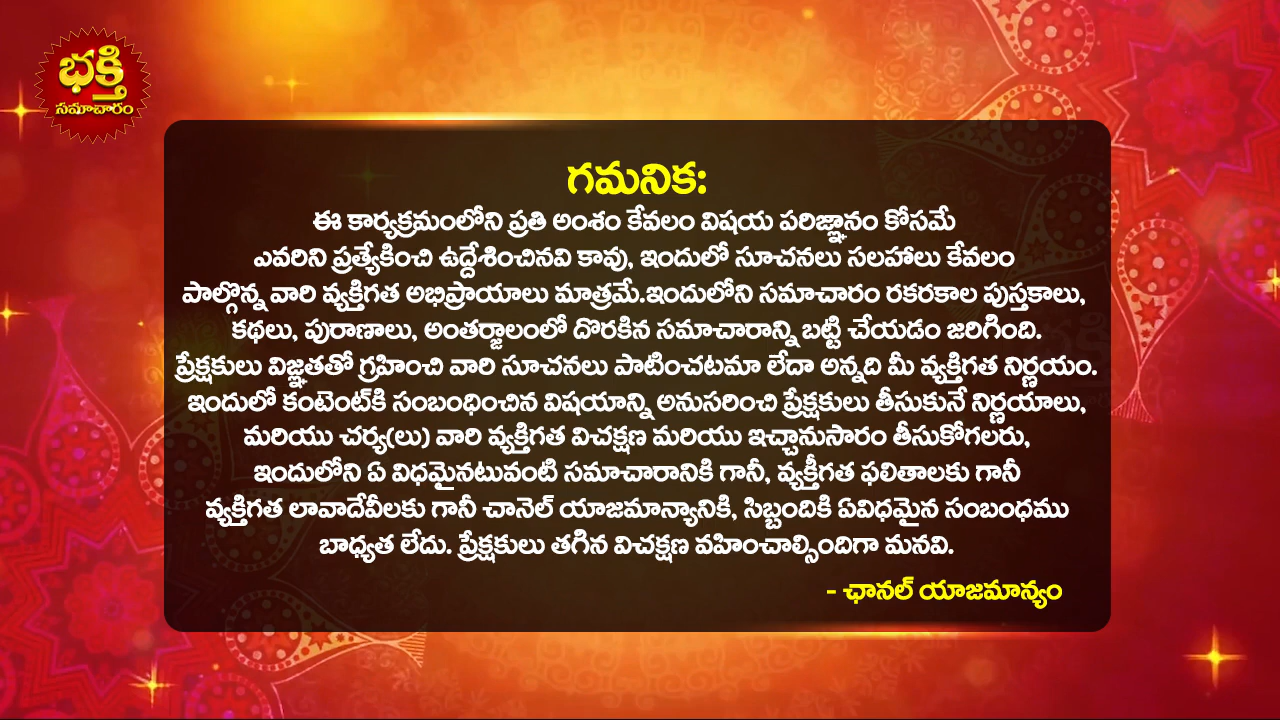 భక్తి
సమాచారం
గమనిక:
ఈ కార్యక్రమంలోని ప్రతి అంశం కేవలం విషయ పరిజ్ఞానం కోసమే
ఎవరిని ప్రత్యేకించి ఉద్దేశించినవి కావు, ఇందులో సూచనలు సలహాలు కేవలం
పాల్గొన్న వారి వ్యక్తిగత అభిప్రాయాలు మాత్రమే.ఇందులోని సమాచారం రకరకాల పుస్తకాలు,
కథలు, పురాణాలు, అంతర్జాలంలో దొరకిన సమాచారాన్ని బట్టి చేయడం జరిగింది.
ప్రేక్షకులు విజ్ఞతతో గ్రహించి వారి సూచనలు పాటించటమా లేదా అన్నది మీ వ్యక్తిగత నిర్ణయం.
ఇందులో కంటెంట్‌కి సంబంధించిన విషయాన్ని అనుసరించి ప్రేక్షకులు తీసుకునే నిర్ణయాలు,
మరియు చర్య(లు) వారి వ్యక్తిగత విచక్షణ మరియు ఇచ్చానుసారం తీసుకోగలరు,
ఇందులోని ఏ విధమైనటువంటి సమాచారానికి గానీ, వ్యక్తీగత ఫలితాలకు గానీ
వ్యక్తిగత లావాదేవీలకు గానీ చానెల్ యాజమాన్యానికి, సిబ్బందికి ఏవిధమైన సంబంధము
బాధ్యత లేదు. ప్రేక్షకులు తగిన విచక్షణ వహించాల్సిందిగా మనవి.
- ఛానల్ యాజమాన్యం